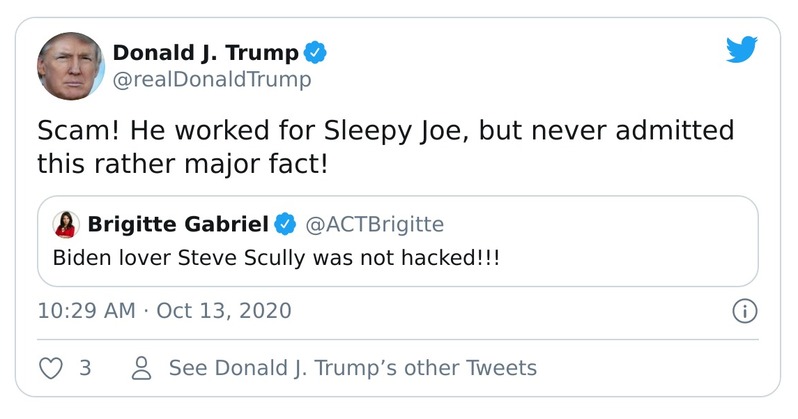 Donald J. Trump
@realDonaldTrump
Scam! He worked for Sleepy Joe, but never admitted
this rather major fact!
Brigitte Gabriel @ACTBrigitte
Biden lover Steve Scully was not hacked!!!
10:29 AM · Oct 13, 2020
3 See Donald J. Trump’s other Tweets